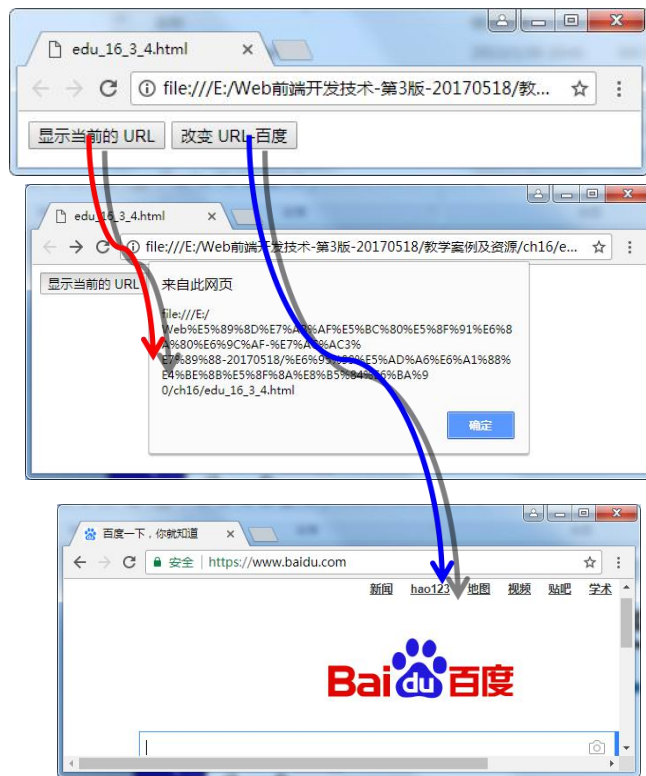 edu_16_3_4.html
file:///E:/Web前端开发技术-第3版-20170518/教...
显示当前的 URL 改变 URL-百度
edu_16_3_4.html
file:///E:/Web前端开发技术-第3版-20170518/教学案例及资源/ch16/e...
显示当前的 URL
来自此网页
file:///E:/
0/ch16/edu_16_3_4.html
确定
百度一下，你就知道
安全 https://www.baidu.com
新闻 hao123 地图 视频 贴吧 学术
Bai du 百度